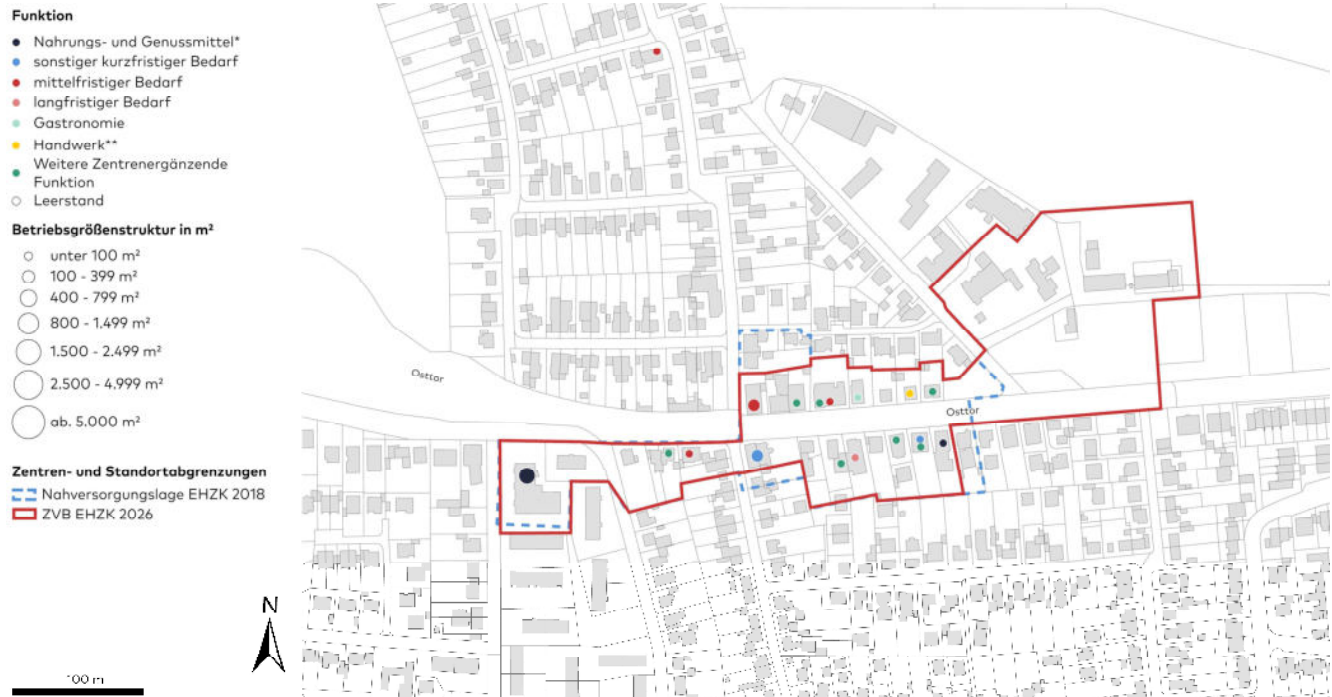 Funktion
Nahrungs- und Genussmittel*
sonstiger kurzfristiger Bedarf
mittelfristiger Bedarf
langfristiger Bedarf
Gastronomie
Handwerk**
Weitere Zentrenergänzende
Funktion
Leerstand
Betriebsgrößenstruktur in m²
unter 100 m²
100 - 399 m²
400 - 799 m²
800 - 1.499 m²
1.500 - 2.499 m²
2.500 - 4.999 m²
ab. 5.000 m²
Zentren- und Standortabgrenzungen
Nahversorgungslage EHZK 2018
ZVB EHZK 2026
N
100 m
Osttor
Osttor